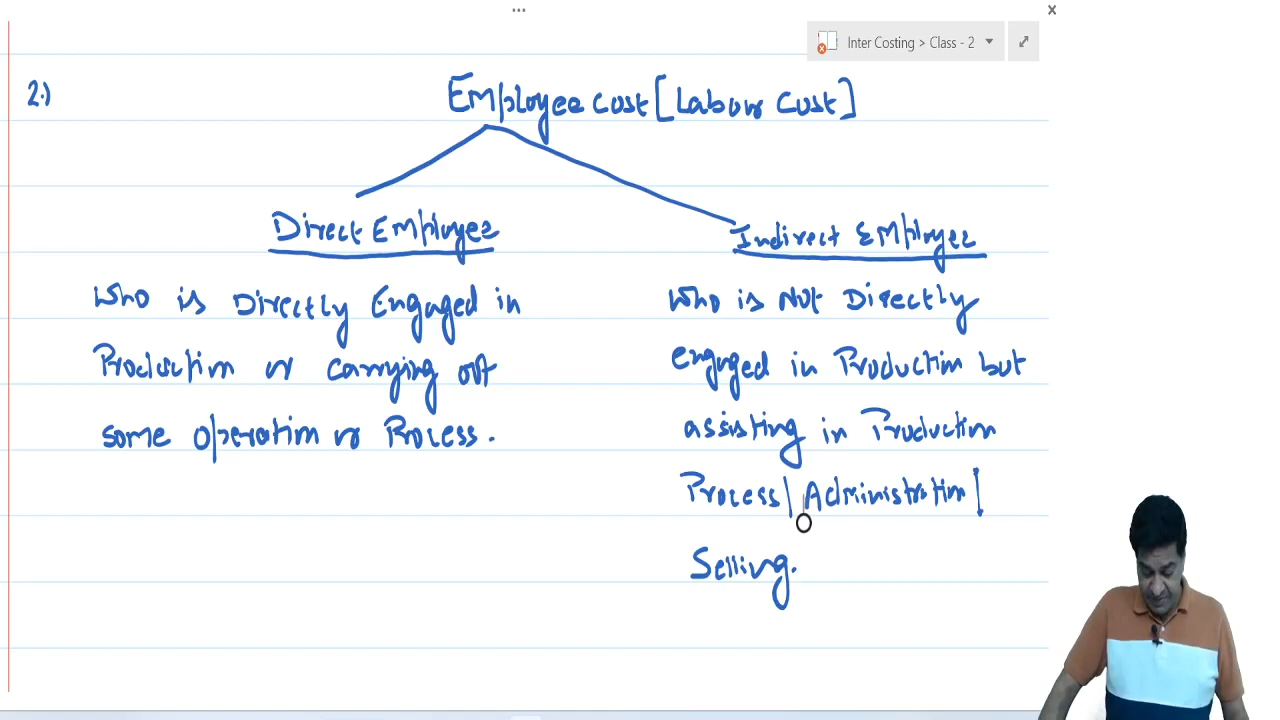 Inter Costing > Class - 2
2.) Employee Cost [Labour Cost]
Direct Employee
Indirect Employee
Who is Directly Engaged in
Production or carrying out
some operation or Process.
Who is Not Directly
engaged in Production but
assisting in Production
Process| Administration|
Selling.